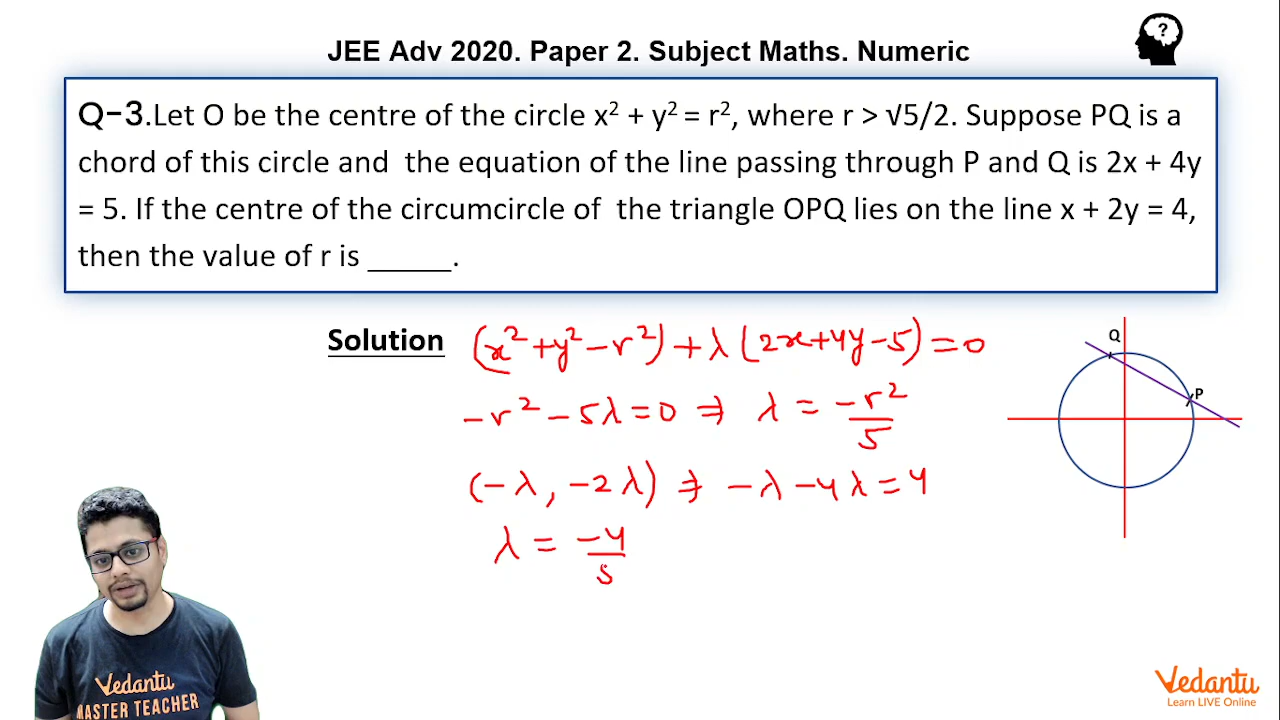 JEE Adv 2020. Paper 2. Subject Maths. Numeric
?
Q-3.Let O be the centre of the circle x² + y² = r², where r > √5/2. Suppose PQ is a
chord of this circle and the equation of the line passing through P and Q is 2x + 4y
= 5. If the centre of the circumcircle of the triangle OPQ lies on the line x + 2y = 4,
then the value of r is _____.
Solution (x²+y²-r²)+λ(2x+4y-5)=0
-r²-5λ=0 ⇒ λ = -r²/5
(-λ, -2λ) ⇒ -λ-4λ=4
λ = -4/5
Q
P
Vedantu
MASTER TEACHER
Vedantu
Learn LIVE Online